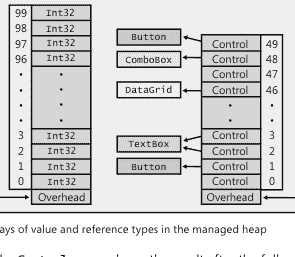 99 Int32
98 Int32
97 Int32
96 Int32
3 Int32
2 Int32
1 Int32
0 Int32
Overhead
Button
ComboBox
DataGrid
TextBox
Button
Control 49
Control 48
Control 47
Control 46
Control 3
Control 2
Control 1
Control 0
Overhead
ays of value and reference types in the managed heap